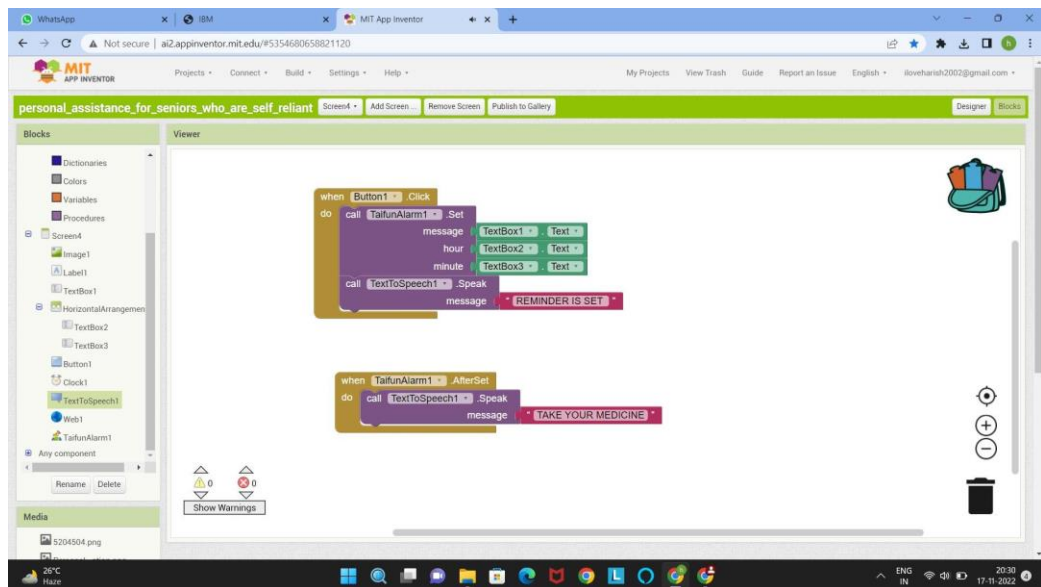 WhatsApp
IBM
MIT App Inventor
Not secure | ai2.appinventor.mit.edu/#5354680658821120
MIT
APP INVENTOR
Projects
Connect
Build
Settings
Help
My Projects
View Trash
Guide
Report an Issue
English
iloveharish2002@gmail.com
personal_assistance_for_seniors_who_are_self_reliant
Screen4
Add Screen ...
Remove Screen
Publish to Gallery
Designer
Blocks
Blocks
Viewer
Dictionaries
Colors
Variables
Procedures
Screen4
Image1
Label1
TextBox1
HorizontalArrangemen
TextBox2
TextBox3
Button1
Clock1
TextToSpeech1
Web1
TaifunAlarm1
Any component
Rename
Delete
Media
5204504.png
when Button1 .Click
do call TaifunAlarm1 .Set
message TextBox1 . Text
hour TextBox2 . Text
minute TextBox3 . Text
call TextToSpeech1 .Speak
message " REMINDER IS SET "
when TaifunAlarm1 .AfterSet
do call TextToSpeech1 .Speak
message " TAKE YOUR MEDICINE "
0
0
Show Warnings
26°C
Haze
ENG
IN
20:30
17-11-2022